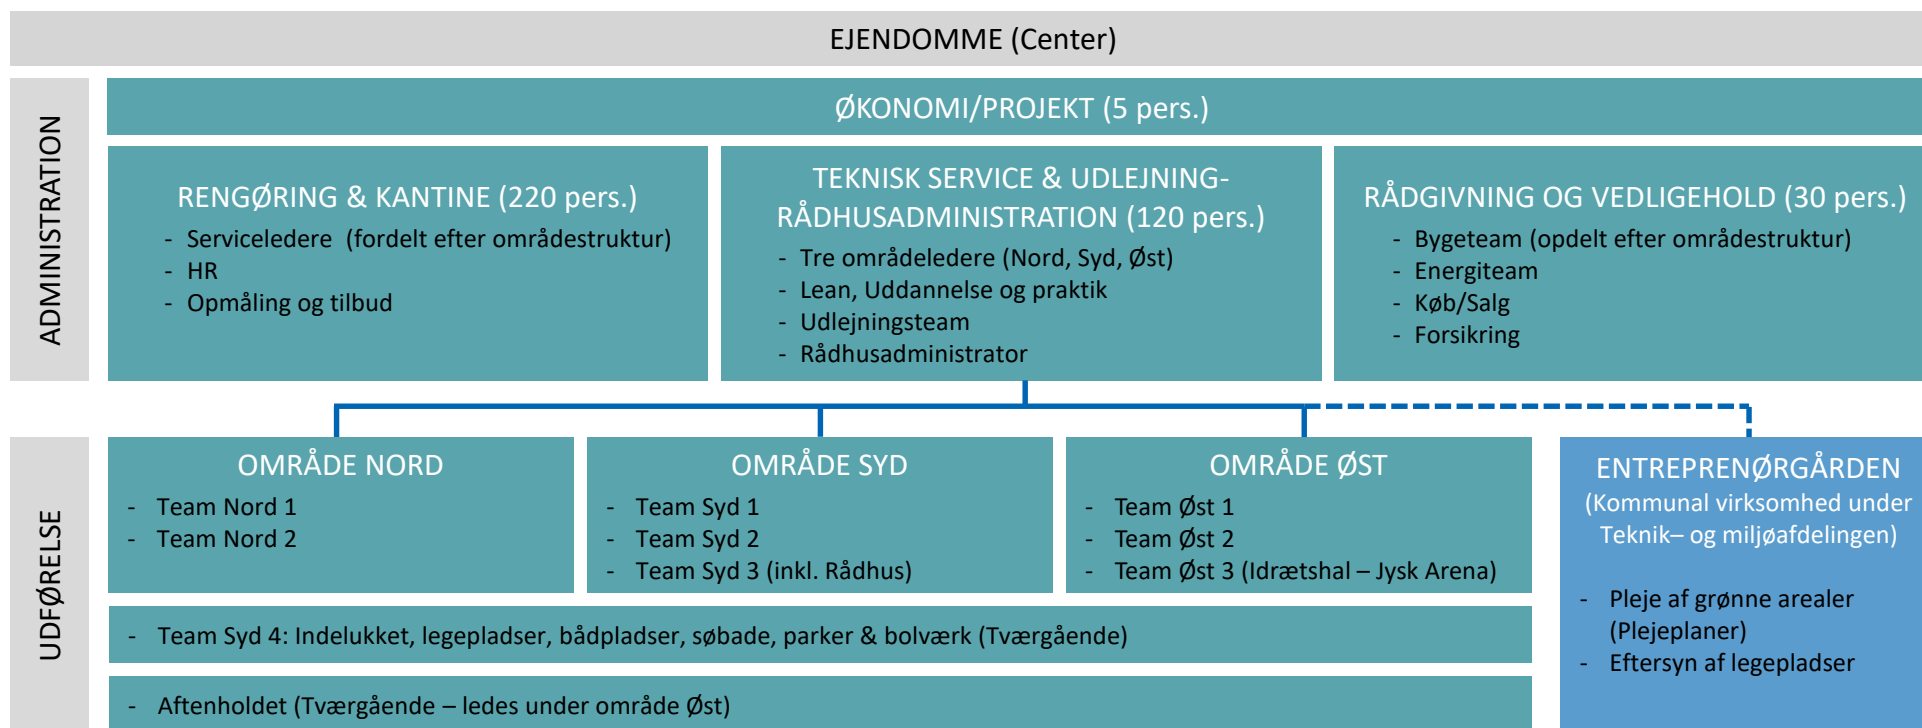 EJENDOMME (Center)
ADMINISTRATION
ØKONOMI/PROJEKT (5 pers.)
RENGØRING & KANTINE (220 pers.)
- Serviceledere (fordelt efter områdestruktur)
- HR
- Opmåling og tilbud
TEKNISK SERVICE & UDLEJNING-
RÅDHUSADMINISTRATION (120 pers.)
- Tre områdeledere (Nord, Syd, Øst)
- Lean, Uddannelse og praktik
- Udlejningsteam
- Rådhusadministrator
RÅDGIVNING OG VEDLIGEHOLD (30 pers.)
- Bygeteam (opdelt efter områdestruktur)
- Energiteam
- Køb/Salg
- Forsikring
UDFØRELSE
OMRÅDE NORD
- Team Nord 1
- Team Nord 2
OMRÅDE SYD
- Team Syd 1
- Team Syd 2
- Team Syd 3 (inkl. Rådhus)
OMRÅDE ØST
- Team Øst 1
- Team Øst 2
- Team Øst 3 (Idrætshal – Jysk Arena)
- Team Syd 4: Indelukket, legepladser, bådpladser, søbade, parker & bolværk (Tværgående)
- Aftenholdet (Tværgående – ledes under område Øst)
ENTREPRENØRGÅRDEN
(Kommunal virksomhed under
Teknik– og miljøafdelingen)
- Pleje af grønne arealer
(Plejeplaner)
- Eftersyn af legepladser